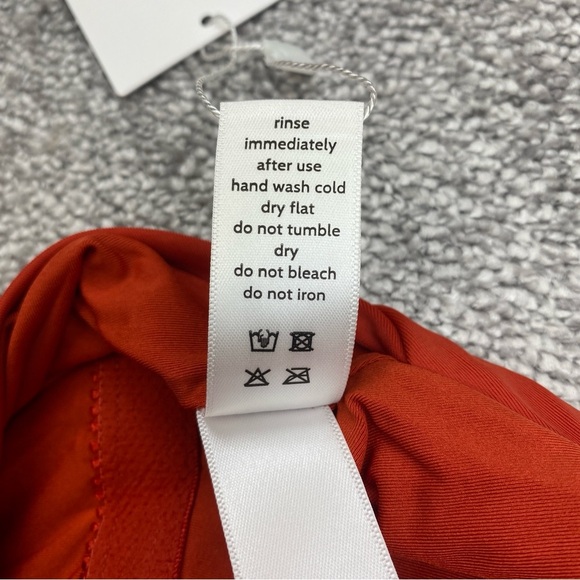 rinse
immediately
after use
hand wash cold
dry flat
do not tumble
dry
do not bleach
do not iron